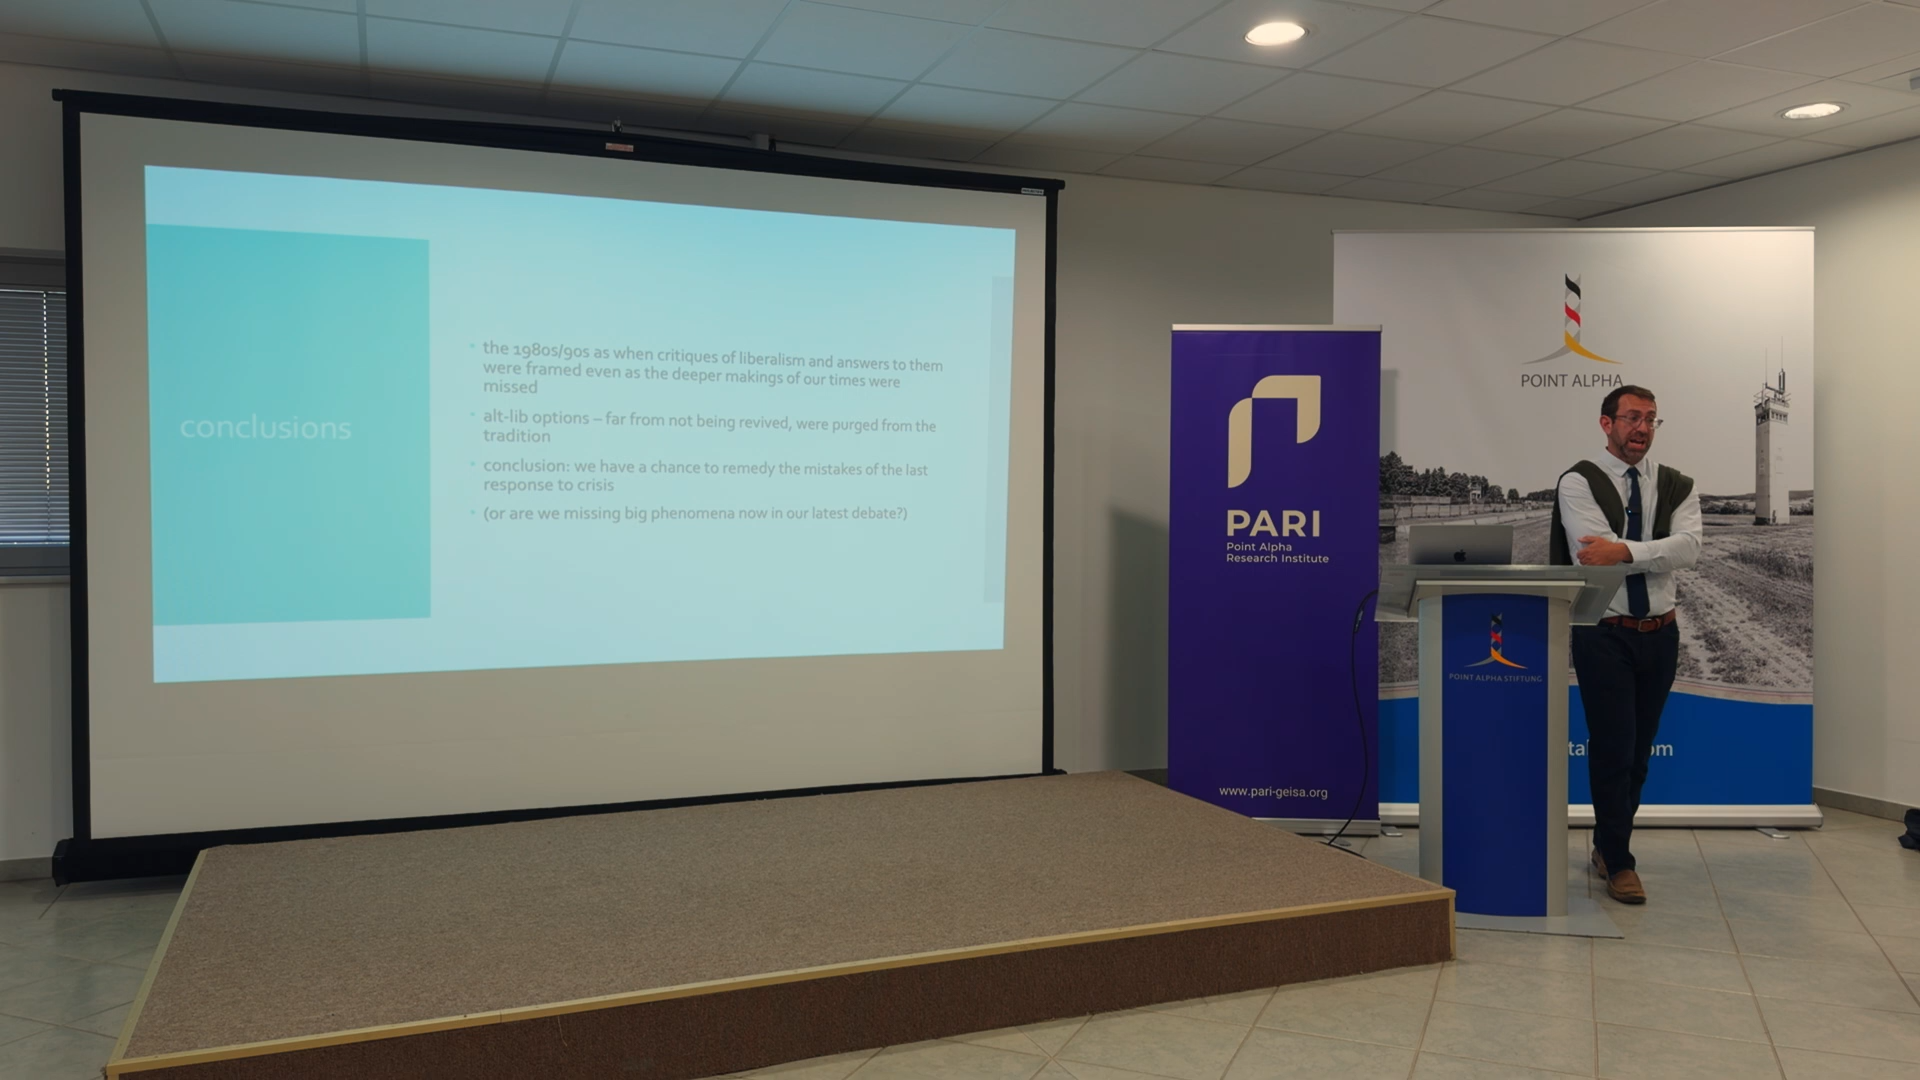 conclusions
the 1980s/90s as when critiques of liberalism and answers to them
were framed even as the deeper makings of our times were
missed
alt-lib options – far from not being revived, were purged from the
tradition
conclusion: we have a chance to remedy the mistakes of the last
response to crisis
(or are we missing big phenomena now in our latest debate?)
PARI
Point Alpha
Research Institute
www.pari-geisa.org
POINT ALPHA
POINT ALPHA STIFTUNG